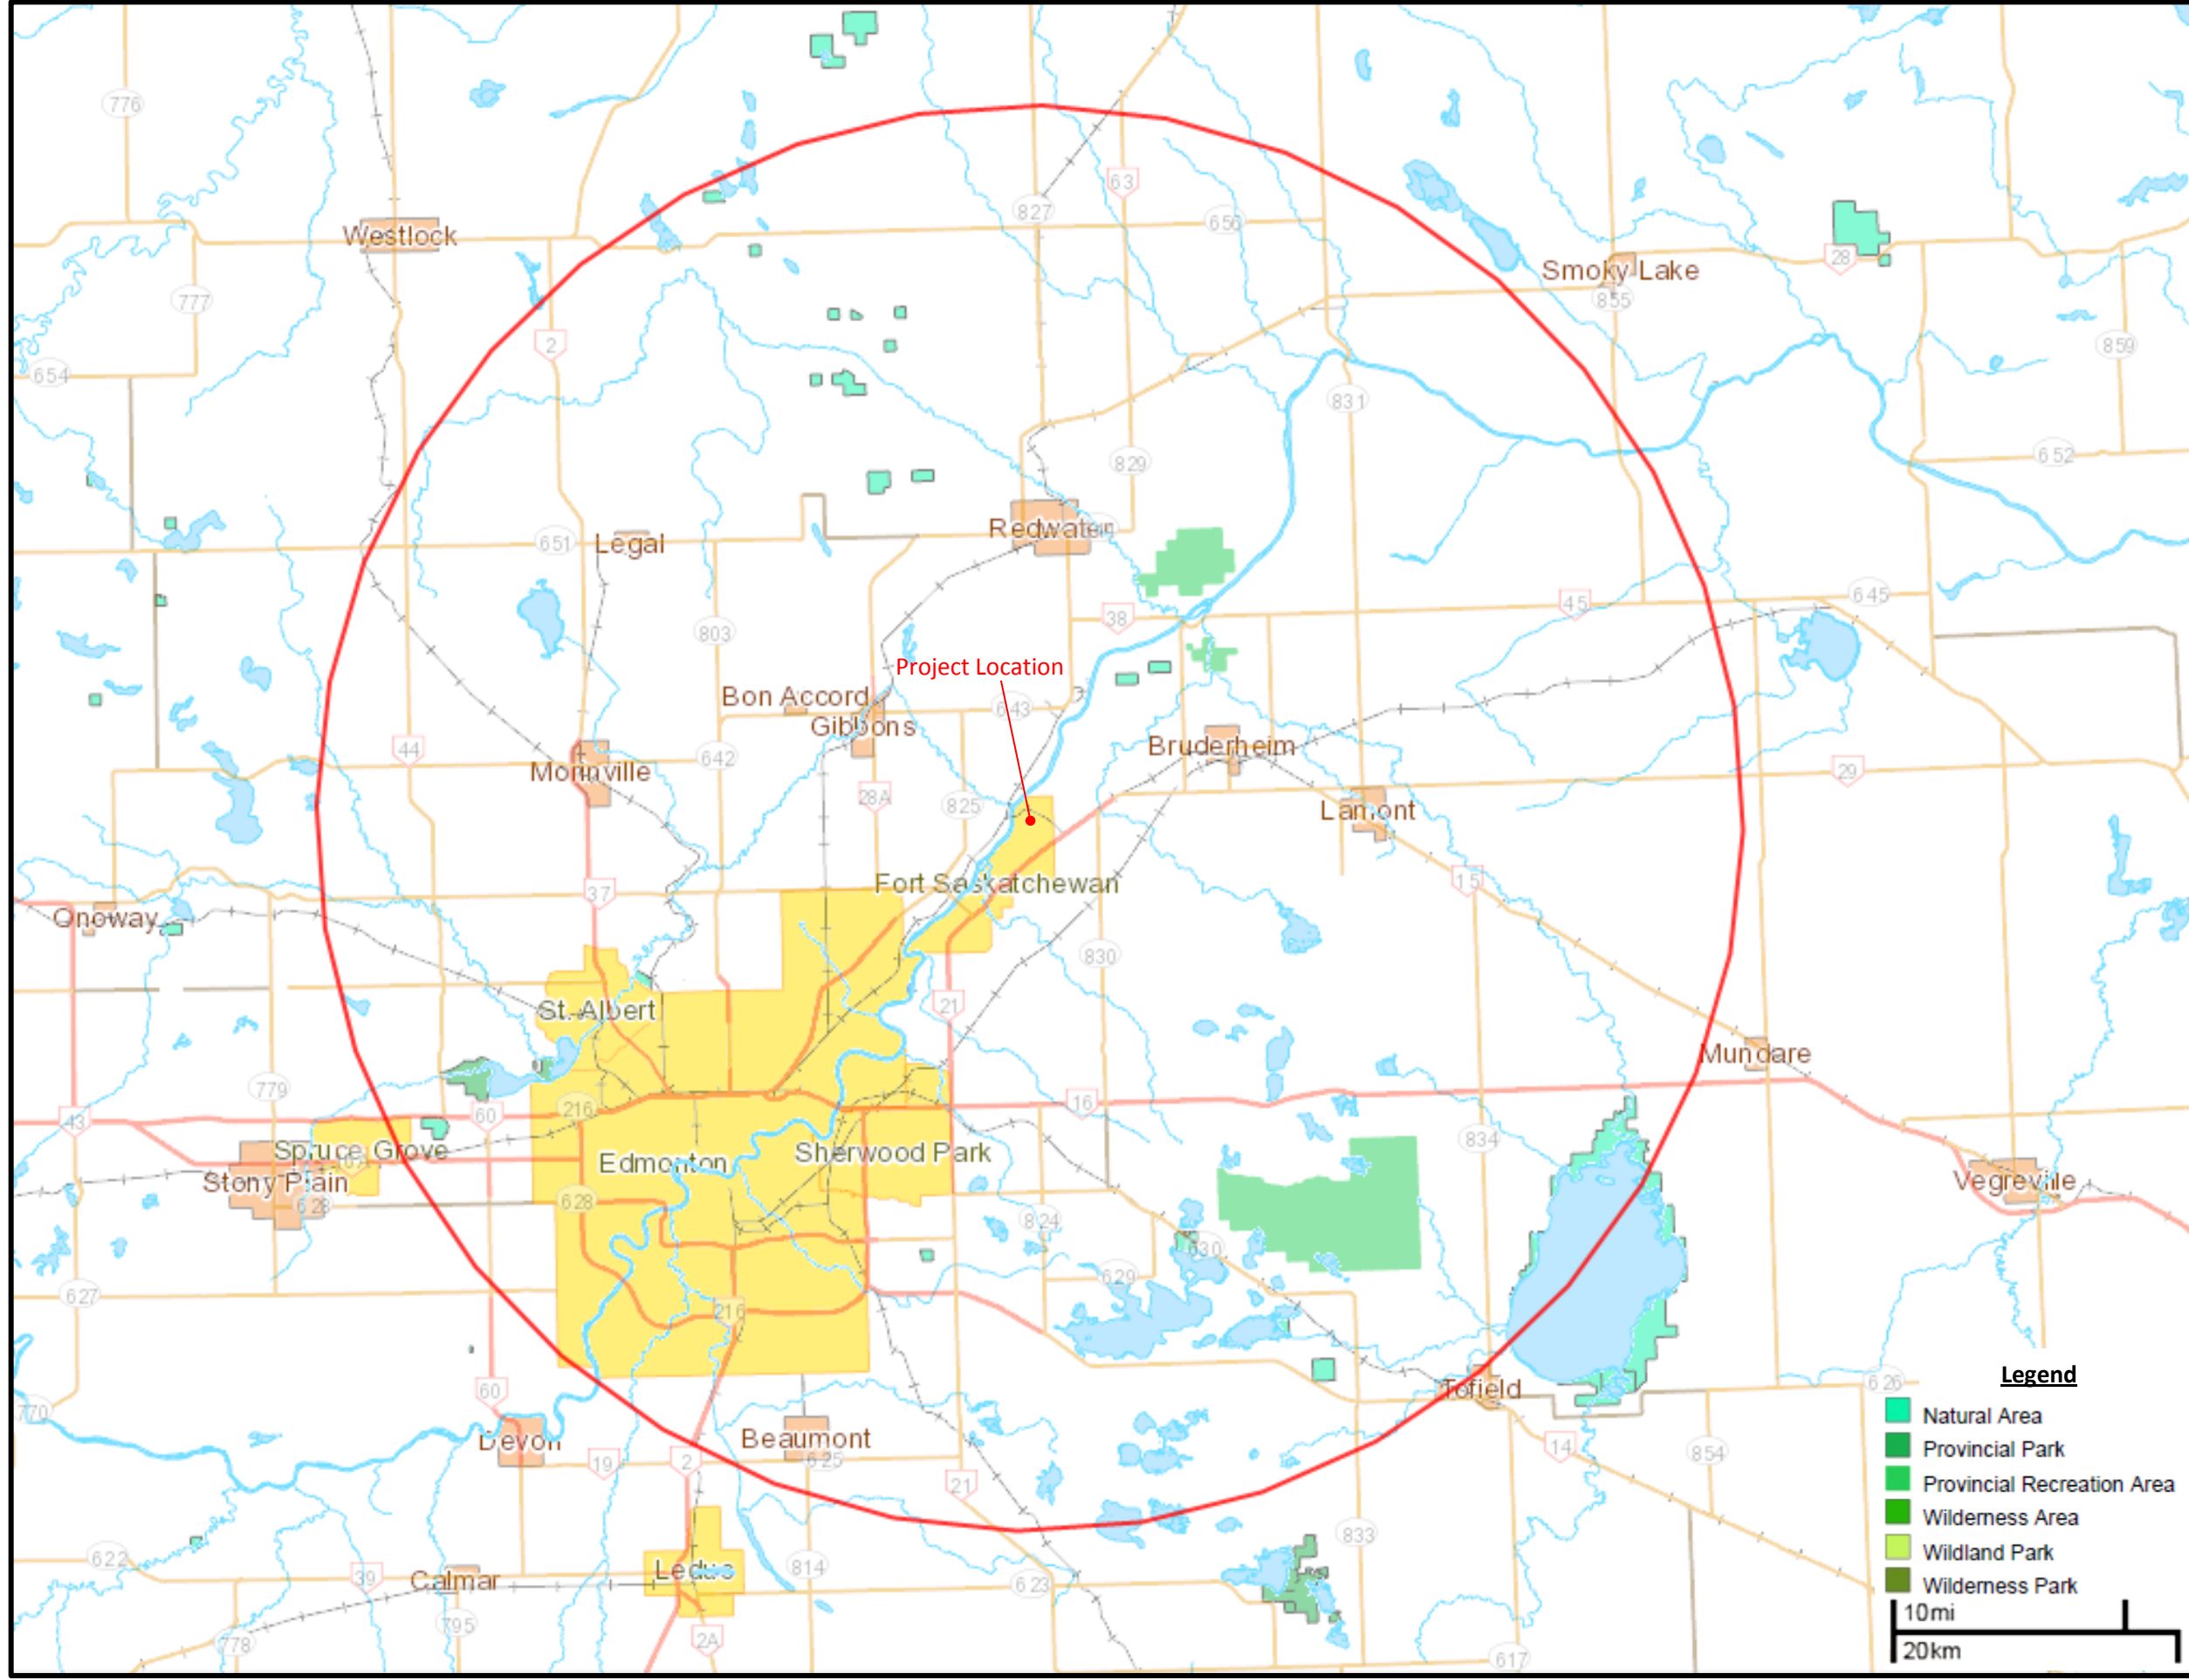 776
63
827
656
Westlock
28
Smoky Lake
855
777
2
859
654
831
652
829
Redwater
651
Legal
645
45
38
803
Project Location
Bon Accord
643
Gibbons
44
642
Bruderheim
Morinville
29
28A
825
Lamont
Fort Saskatchewan
15
37
Onoway
830
21
St. Albert
Mundare
779
16
216
60
43
834
Spruce Grove
Sherwood Park
Edmonton
Stony Plain
Vegreville
628
628
824
630
629
627
216
Legend
626
60
Tofield
770
Natural Area
Devon
Beaumont
625
19
2
14
854
Provincial Park
21
Provincial Recreation Area
Wilderness Area
833
622
Wildland Park
Leduc
814
39
Calmar
623
Wilderness Park
10mi
795
778
2A
20km
617